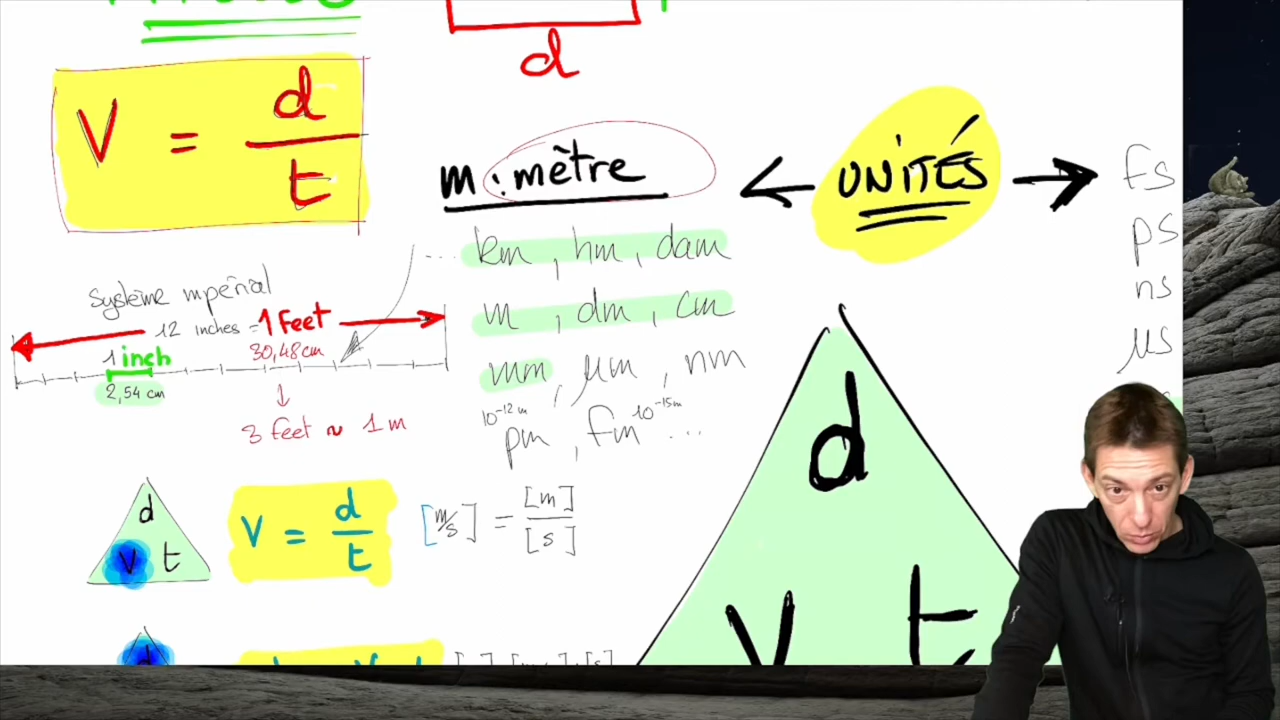 d
V = d/t
m : mètre ← UNITÉS → fs
ps
ns
µs
km, hm, dam
m, dm, cm
mm, µm, nm
10⁻¹² m 10⁻¹⁵ m
pm, fm ...
Système mpérial
12 inches = 1 Feet
1 inch 30,48 cm
2,54 cm
3 feet ~ 1 m
d
V t
V = d/t [m/s] = [m]/[s]
d
V t